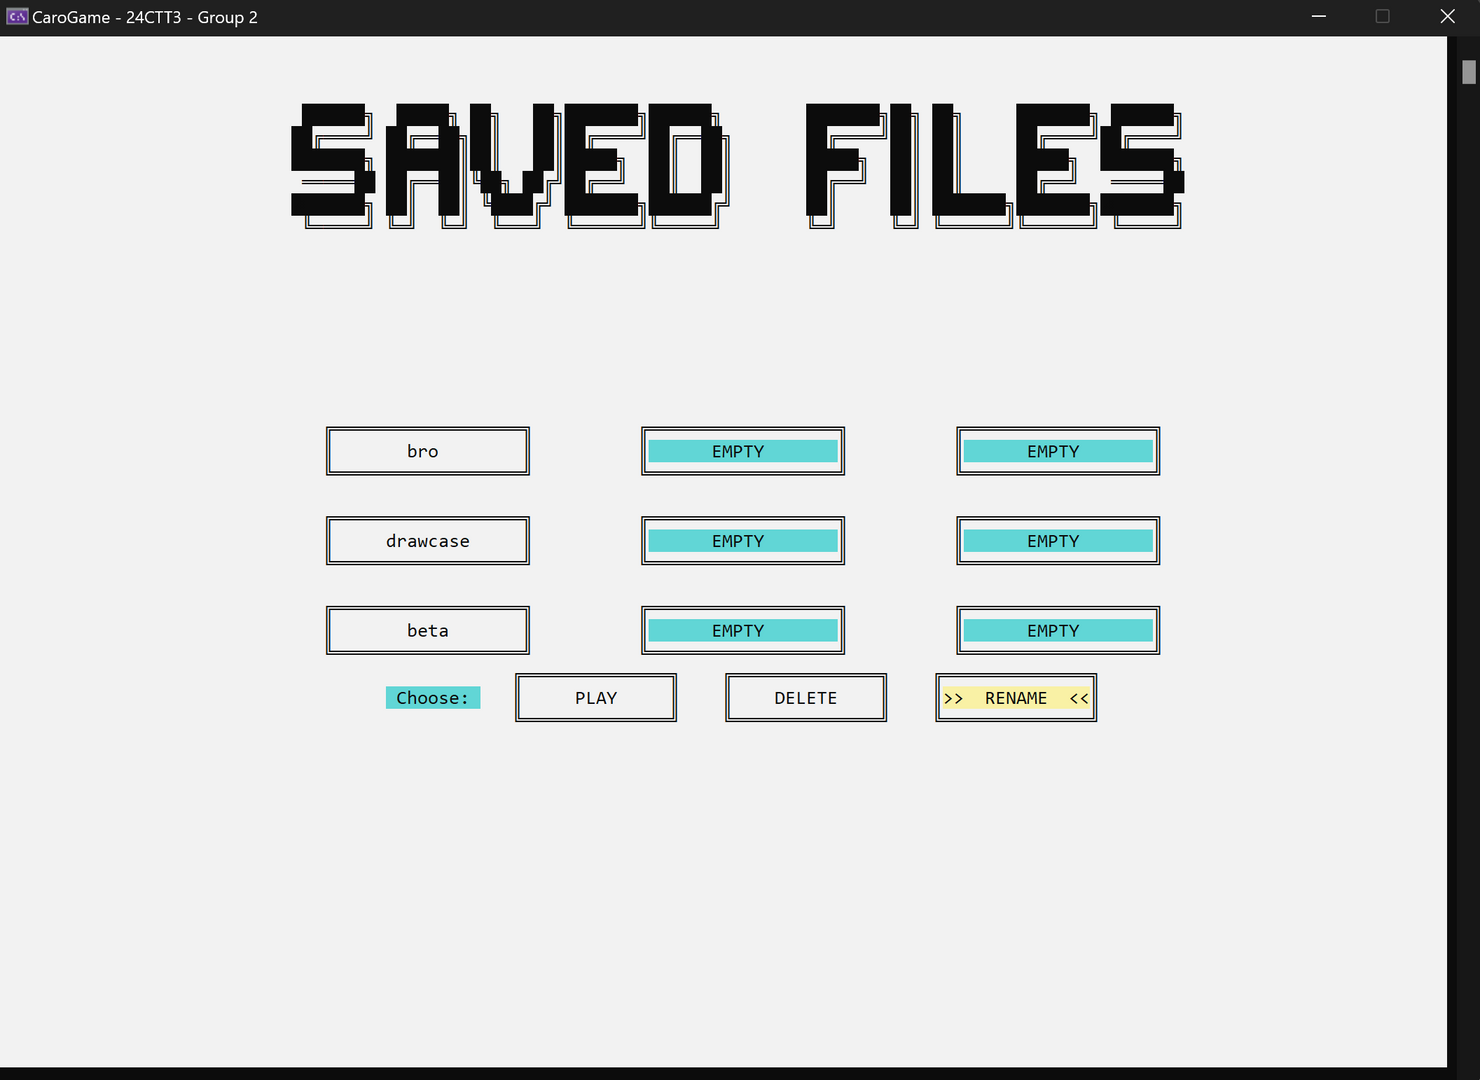 CaroGame - 24CTT3 - Group 2
SAVED FILES
bro EMPTY EMPTY
drawcase EMPTY EMPTY
beta EMPTY EMPTY
Choose: PLAY DELETE >> RENAME <<